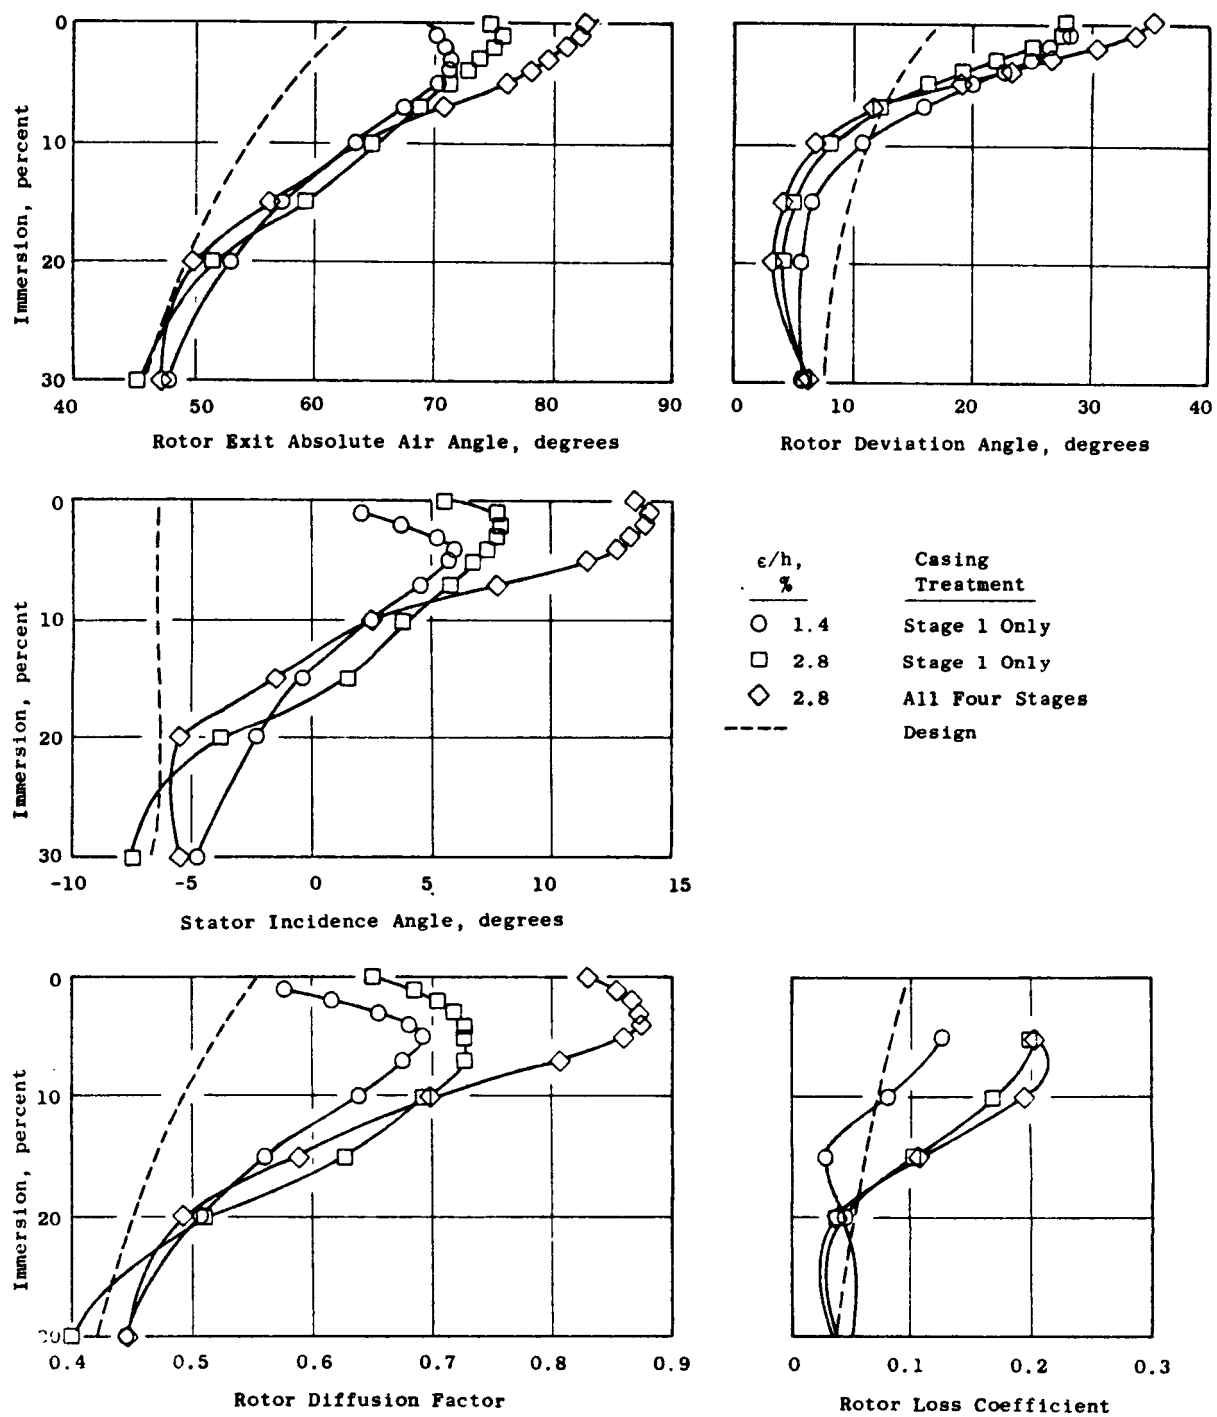 0
10
20
30
Immersion, percent
40
50
60
70
80
90
Rotor Exit Absolute Air Angle, degrees
0
10
20
30
40
Rotor Deviation Angle, degrees
0
10
20
30
Immersion, percent
-10
-5
0
5
10
15
Stator Incidence Angle, degrees
ϵ/h, Casing
% Treatment
1.4 Stage 1 Only
2.8 Stage 1 Only
2.8 All Four Stages
Design
0
10
20
Immersion, percent
0.4
0.5
0.6
0.7
0.8
0.9
Rotor Diffusion Factor
0
0.1
0.2
0.3
Rotor Loss Coefficient